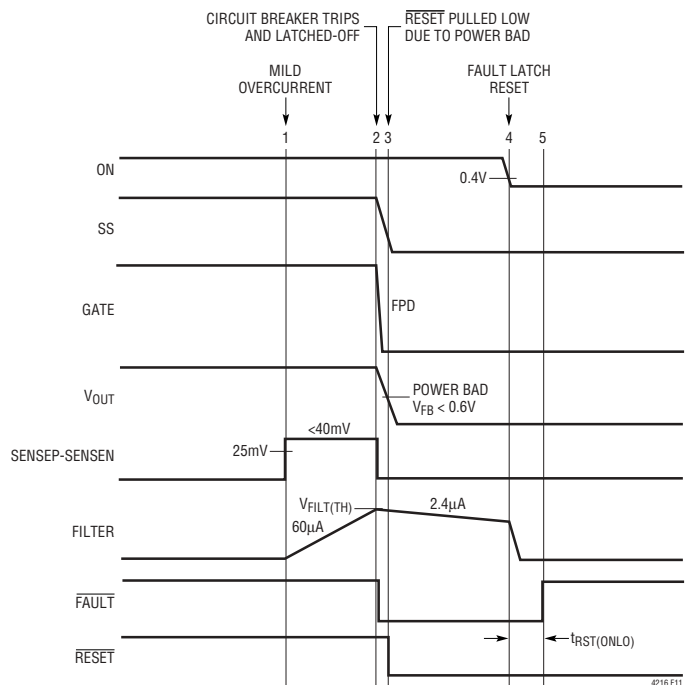 CIRCUIT BREAKER TRIPS
AND LATCHED-OFF
RESET PULLED LOW
DUE TO POWER BAD
MILD
OVERCURRENT
FAULT LATCH
RESET
1 2 3 4 5
ON
0.4V
SS
GATE
FPD
VOUT
POWER BAD
VFB < 0.6V
SENSEP-SENSEN
25mV
<40mV
FILTER
VFILT(TH)
60µA
2.4µA
FAULT
tRST(ONLO)
RESET
4216 F11